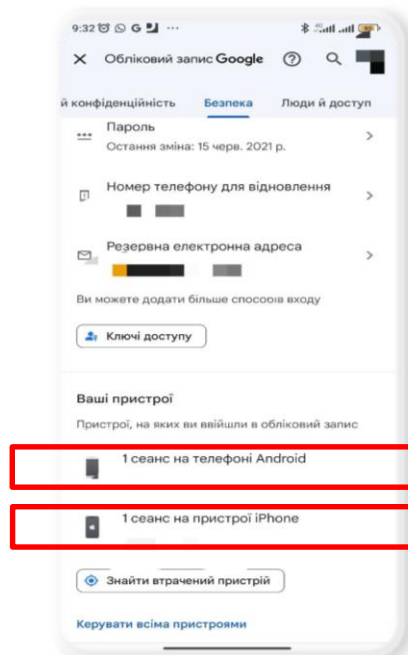 9:32 G ...
4G
Обліковий запис Google
й конфіденційність Безпека Люди й доступ
Пароль
Остання зміна: 15 черв. 2021 р.
Номер телефону для відновлення
Резервна електронна адреса
Ви можете додати більше способів входу
Ключі доступу
Ваші пристрої
Пристрої, на яких ви ввійшли в обліковий запис
1 сеанс на телефоні Android
1 сеанс на пристрої iPhone
Знайти втрачений пристрій
Керувати всіма пристроями